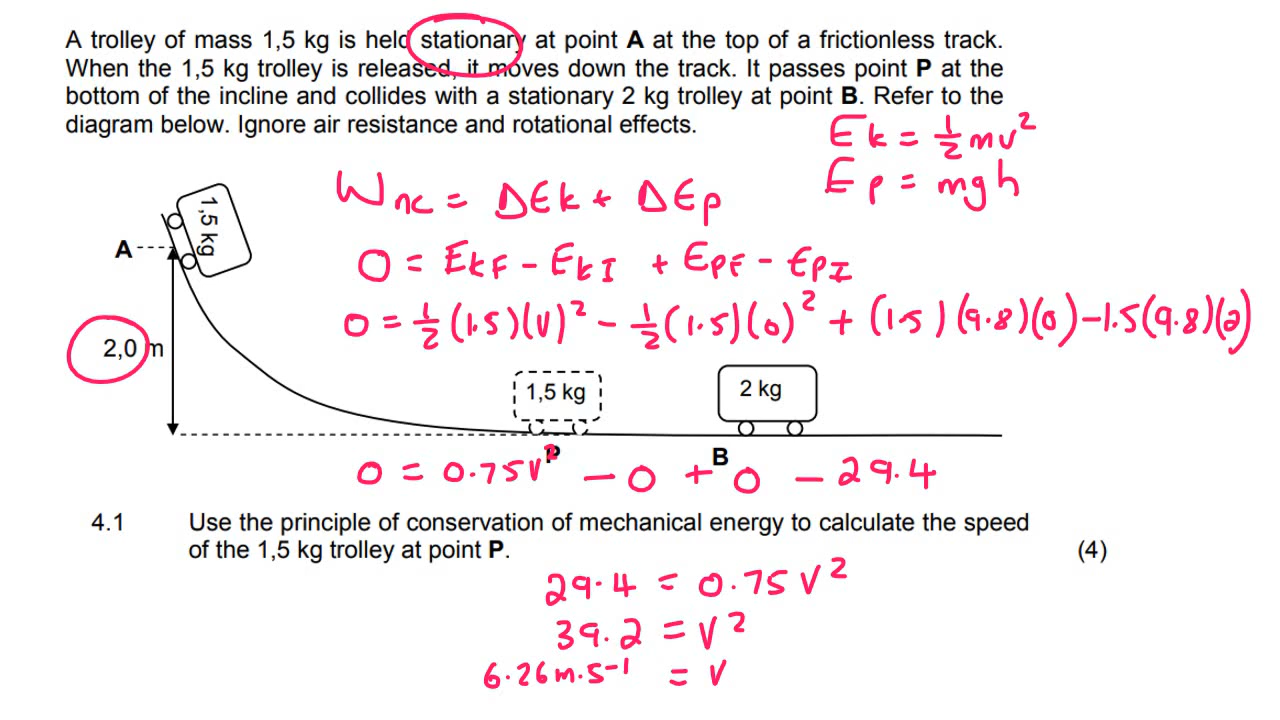 A trolley of mass 1,5 kg is held stationary at point A at the top of a frictionless track.
When the 1,5 kg trolley is released, it moves down the track. It passes point P at the
bottom of the incline and collides with a stationary 2 kg trolley at point B. Refer to the
diagram below. Ignore air resistance and rotational effects.
Ek = ½mv²
Ep = mgh
Wnc = ΔEk + ΔEp
1,5 kg
A
0 = EkF - EkI + EPF - EPI
0 = ½(1.5)(v)² - ½(1.5)(0)² + (1.5)(9.8)(0) - 1.5(9.8)(2)
2,0 m
1,5 kg
2 kg
P
B
0 = 0.75v² - 0 + 0 - 29.4
4.1 Use the principle of conservation of mechanical energy to calculate the speed
of the 1,5 kg trolley at point P. (4)
29.4 = 0.75v²
39.2 = v²
6.26m.s⁻¹ = v